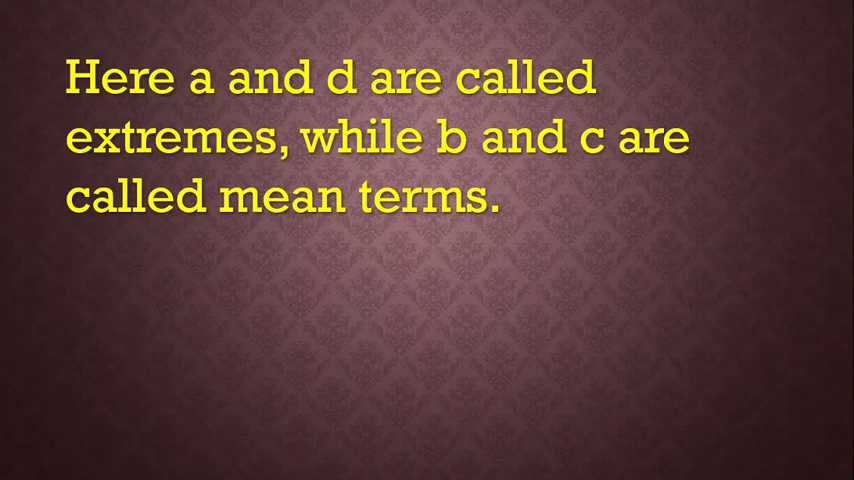 Here a and d are called
extremes, while b and c are
called mean terms.